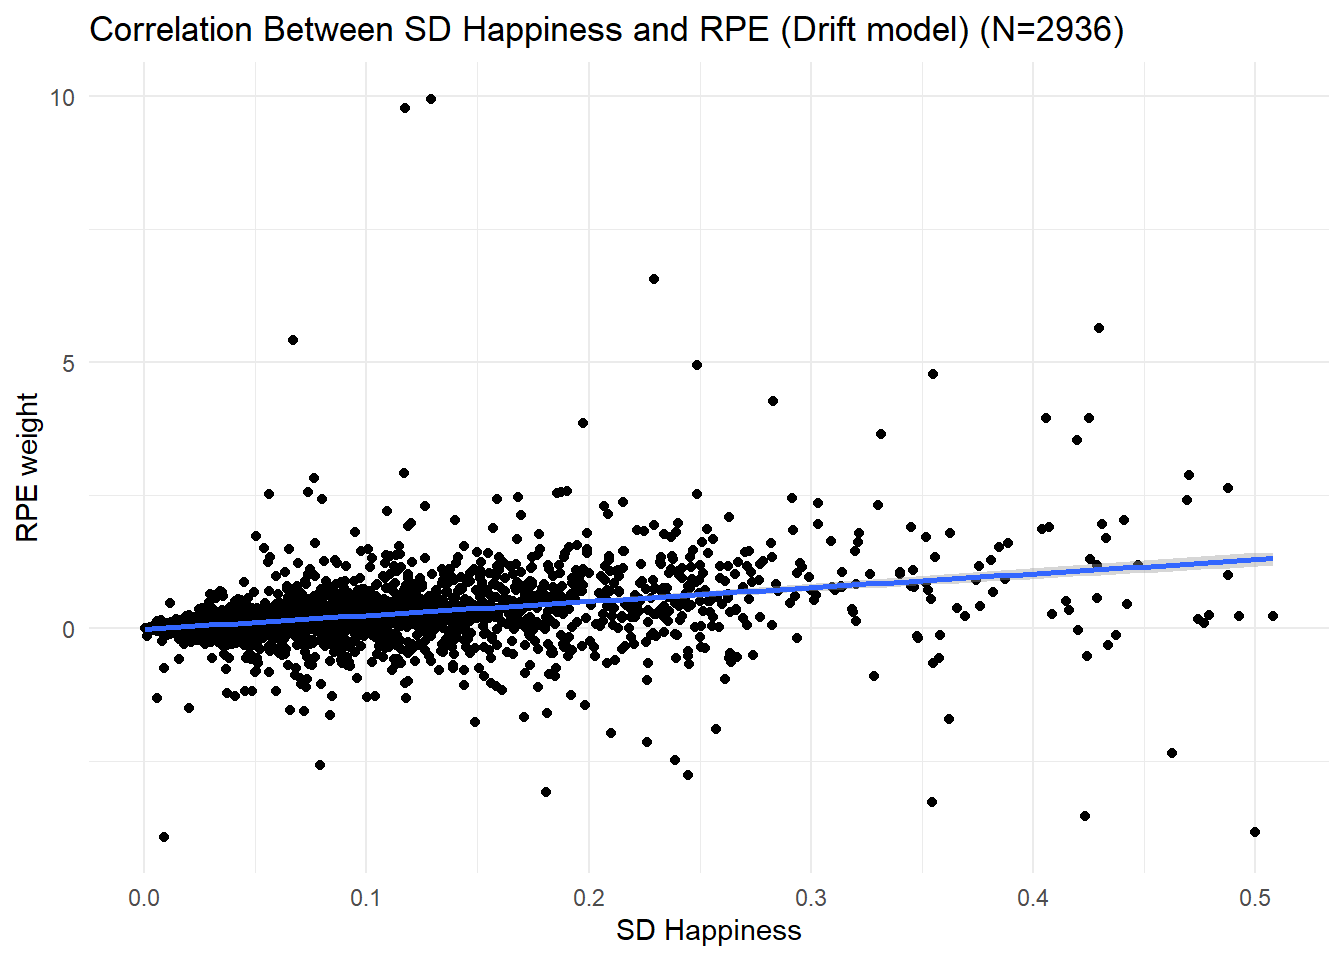 Correlation Between SD Happiness and RPE (Drift model) (N=2936)
10
5
0
RPE weight
0.0 0.1 0.2 0.3 0.4 0.5
SD Happiness